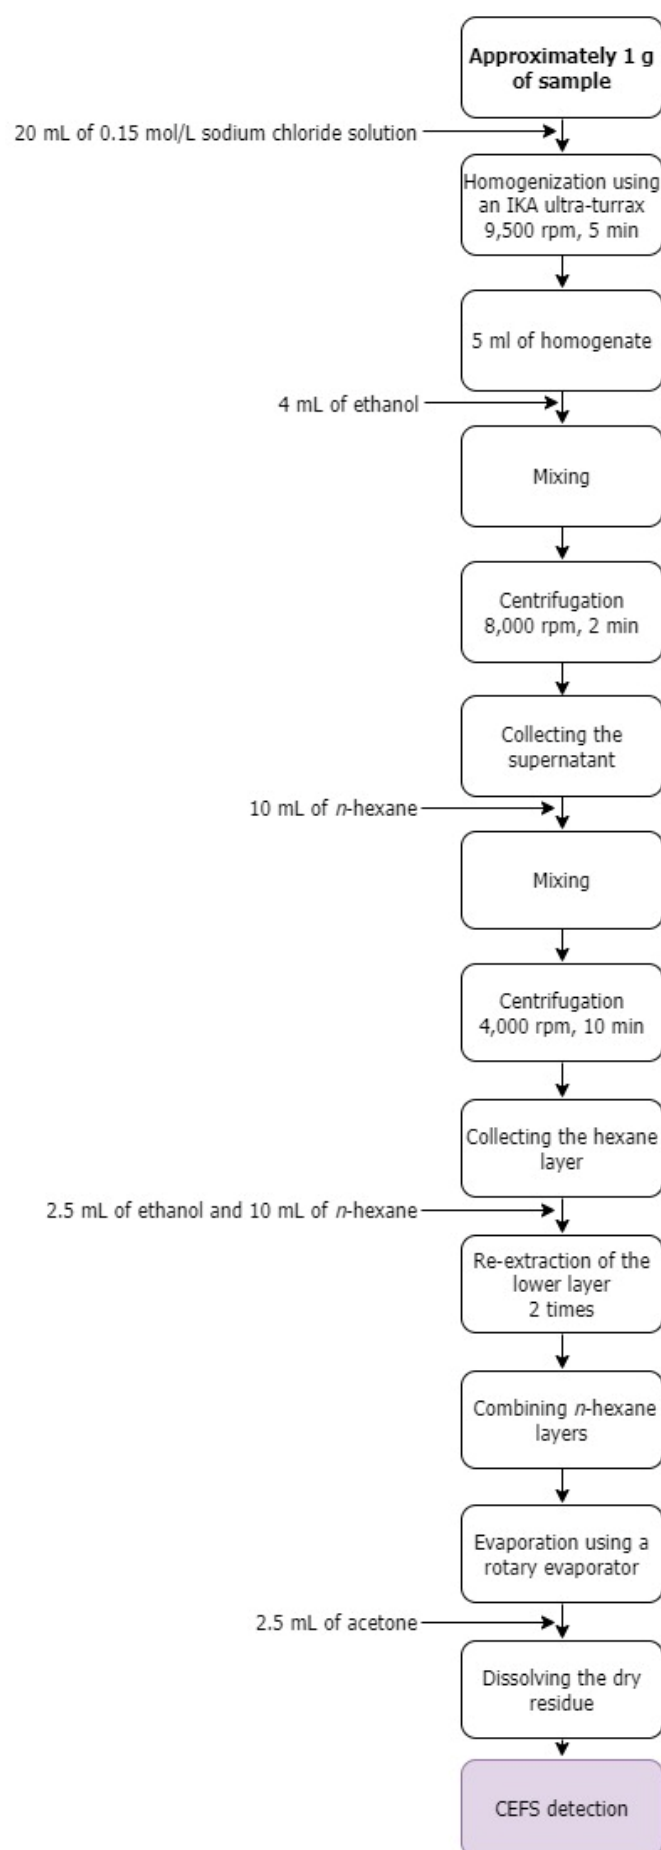 Approximately 1 g
of sample
20 mL of 0.15 mol/L sodium chloride solution
Homogenization using
an IKA ultra-turrax
9,500 rpm, 5 min
5 ml of homogenate
4 mL of ethanol
Mixing
Centrifugation
8,000 rpm, 2 min
Collecting the
supernatant
10 mL of n-hexane
Mixing
Centrifugation
4,000 rpm, 10 min
Collecting the hexane
layer
2.5 mL of ethanol and 10 mL of n-hexane
Re-extraction of the
lower layer
2 times
Combining n-hexane
layers
Evaporation using a
rotary evaporator
2.5 mL of acetone
Dissolving the dry
residue
CEFS detection